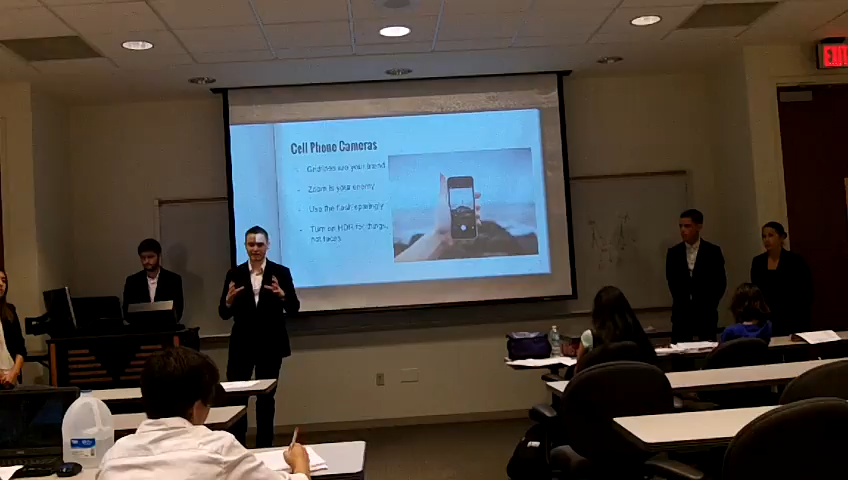 Cell Phone Cameras
- Gridlines are your friend
- Zoom is your enemy
- Use the flash sparingly
- Turn on HDR for things,
not faces
EXIT